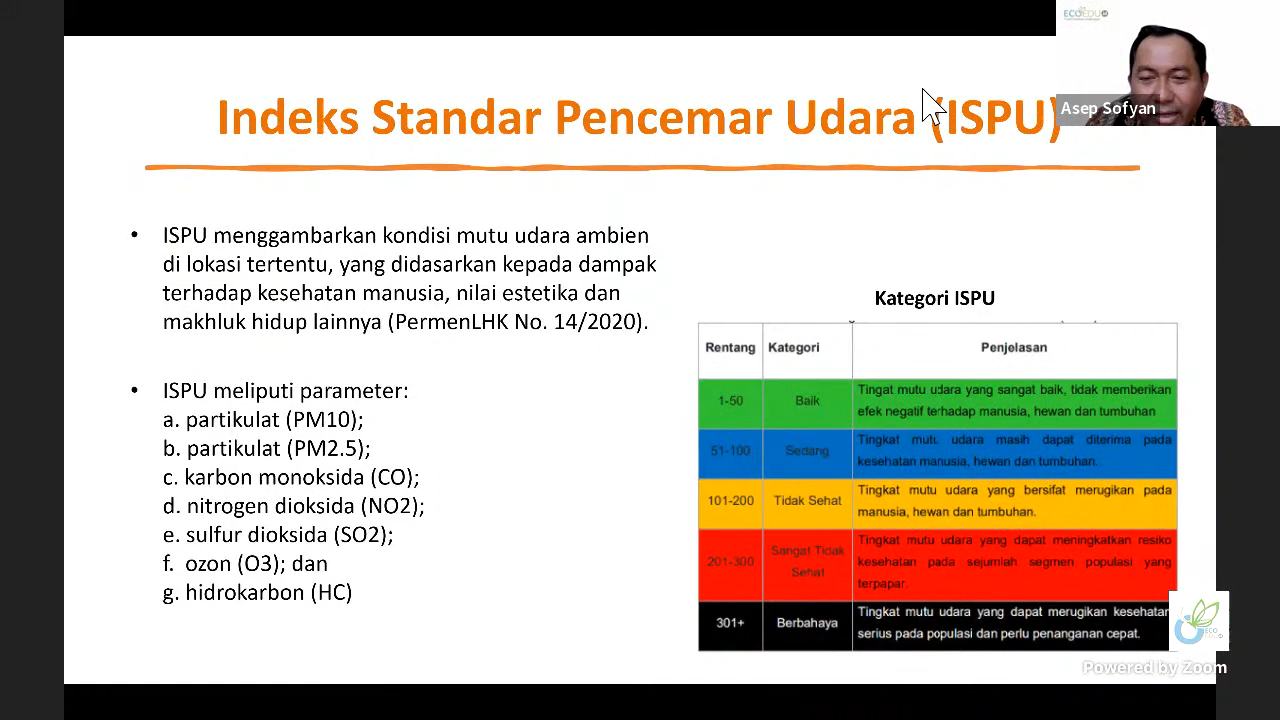 ECOEDU
Asep Sofyan
Indeks Standar Pencemar Udara (ISPU)
• ISPU menggambarkan kondisi mutu udara ambien
di lokasi tertentu, yang didasarkan kepada dampak
terhadap kesehatan manusia, nilai estetika dan
makhluk hidup lainnya (PermenLHK No. 14/2020).
• ISPU meliputi parameter:
a. partikulat (PM10);
b. partikulat (PM2.5);
c. karbon monoksida (CO);
d. nitrogen dioksida (NO2);
e. sulfur dioksida (SO2);
f. ozon (O3); dan
g. hidrokarbon (HC)
Kategori ISPU
Rentang Kategori Penjelasan
1-50 Baik Tingat mutu udara yang sangat baik, tidak memberikan
efek negatif terhadap manusia, hewan dan tumbuhan
51-100 Sedang Tingkat mutu udara masih dapat diterima pada
kesehatan manusia, hewan dan tumbuhan.
101-200 Tidak Sehat Tingkat mutu udara yang bersifat merugikan pada
manusia, hewan dan tumbuhan.
201-300 Sangat Tidak Sehat Tingkat mutu udara yang dapat meningkatkan resiko
kesehatan pada sejumlah segmen populasi yang
terpapar.
301+ Berbahaya Tingkat mutu udara yang dapat merugikan kesehatan
serius pada populasi dan perlu penanganan cepat.
ECO
EDU
Powered by Zoom